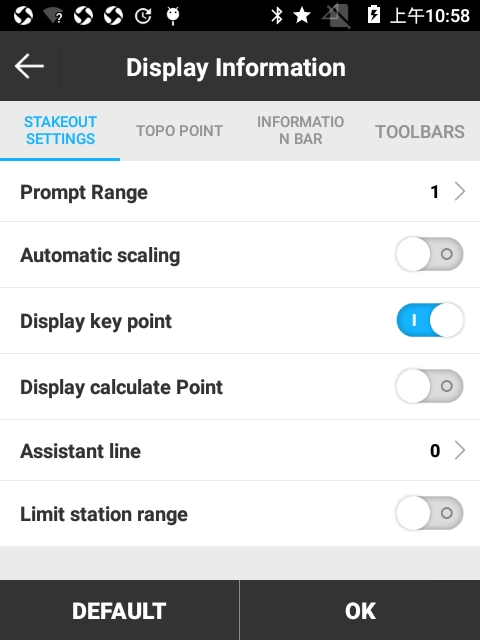 上午10:58
Display Information
STAKEOUT
SETTINGS
TOPO POINT
INFORMATIO
N BAR
TOOLBARS
Prompt Range
1
Automatic scaling
Display key point
Display calculate Point
Assistant line
0
Limit station range
DEFAULT
OK